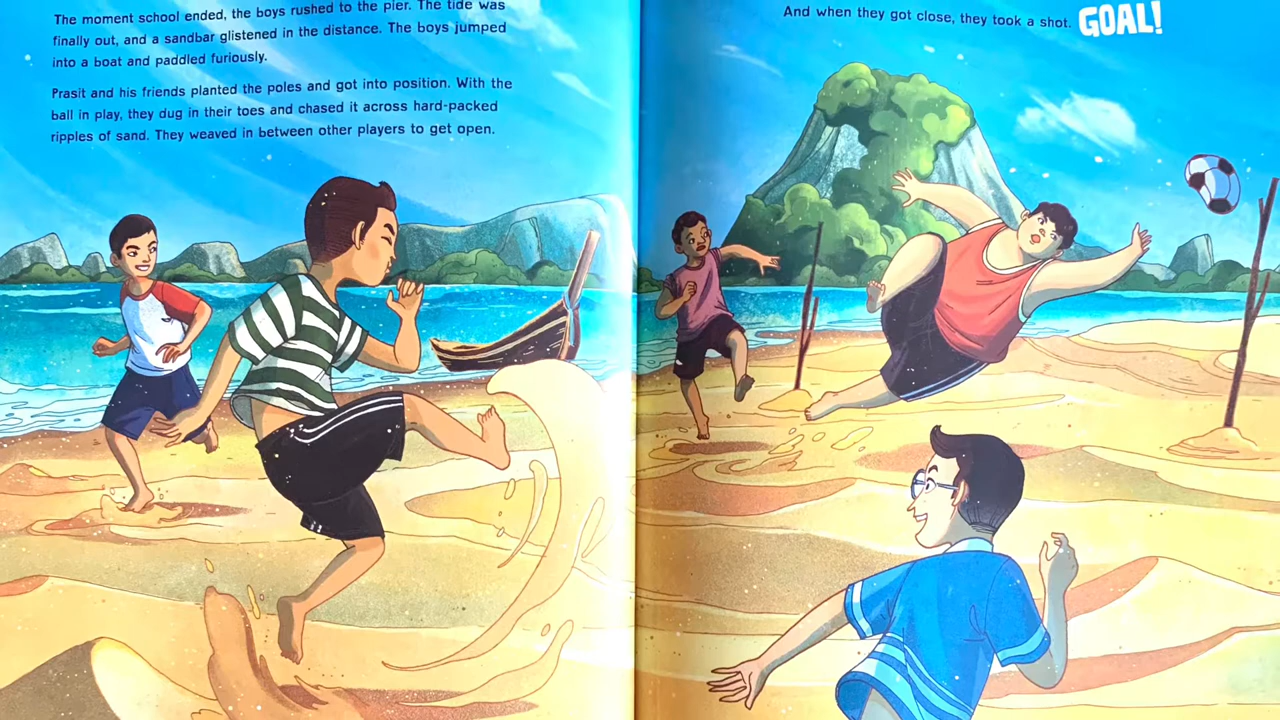 The moment school ended, the boys rushed to the pier. The tide was
finally out, and a sandbar glistened in the distance. The boys jumped
into a boat and paddled furiously.
Prasit and his friends planted the poles and got into position. With the
ball in play, they dug in their toes and chased it across hard-packed
ripples of sand. They weaved in between other players to get open.
And when they got close, they took a shot. GOAL!